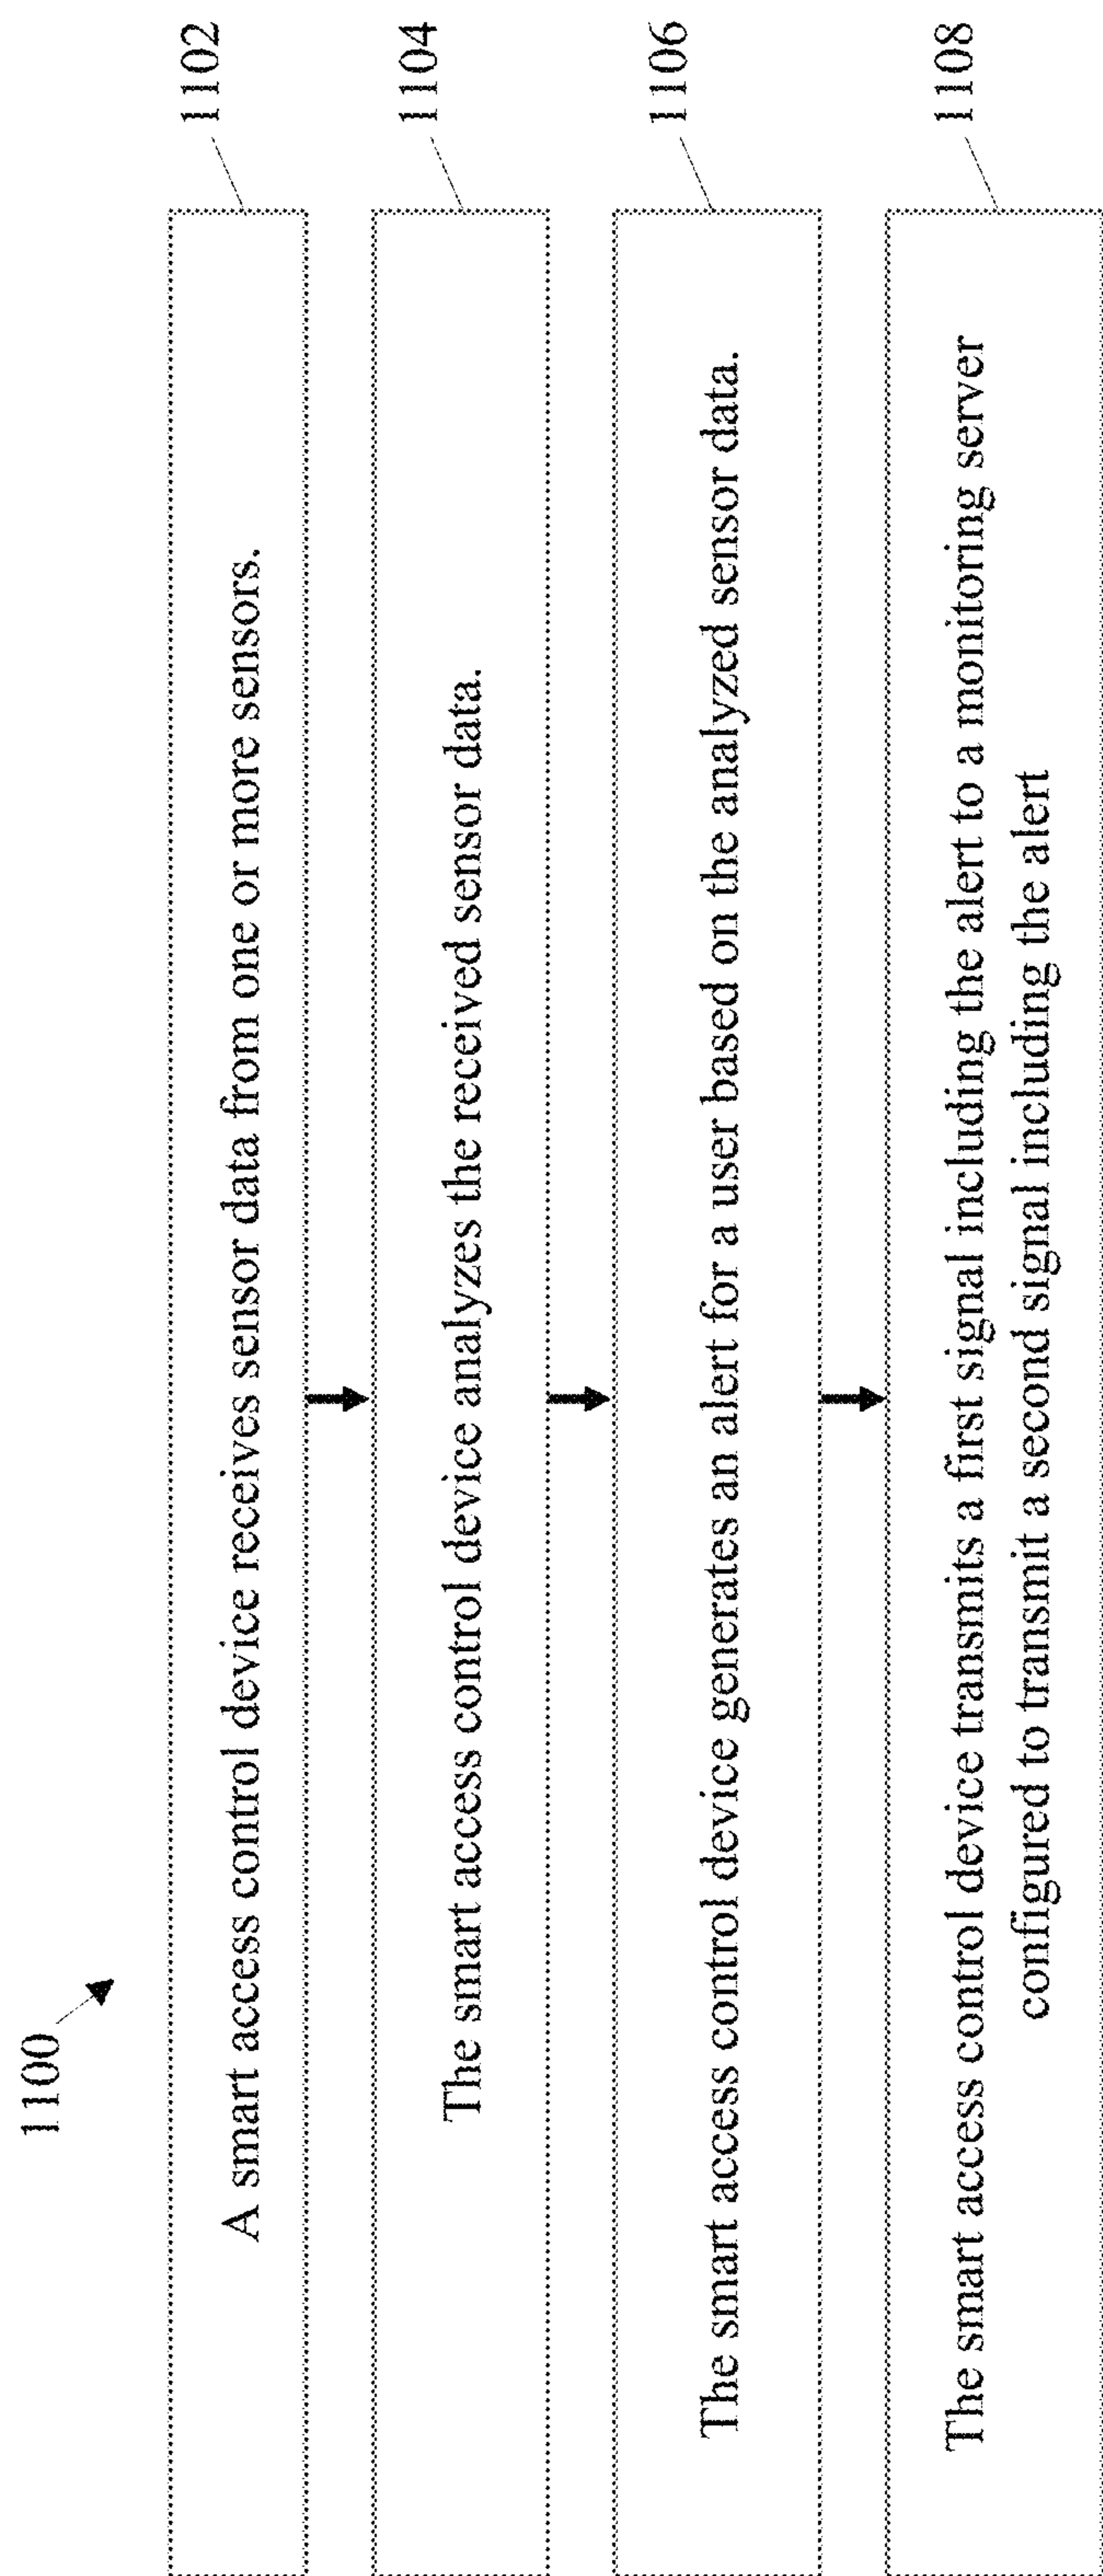 1100
A smart access control device receives sensor data from one or more sensors.
1102
The smart access control device analyzes the received sensor data.
1104
The smart access control device generates an alert for a user based on the analyzed sensor data.
1106
The smart access control device transmits a first signal including the alert to a monitoring server
configured to transmit a second signal including the alert
1108